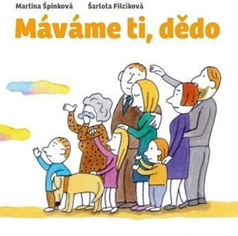 Martina Špinková Šarlota Filcíková
Máváme ti, dědo